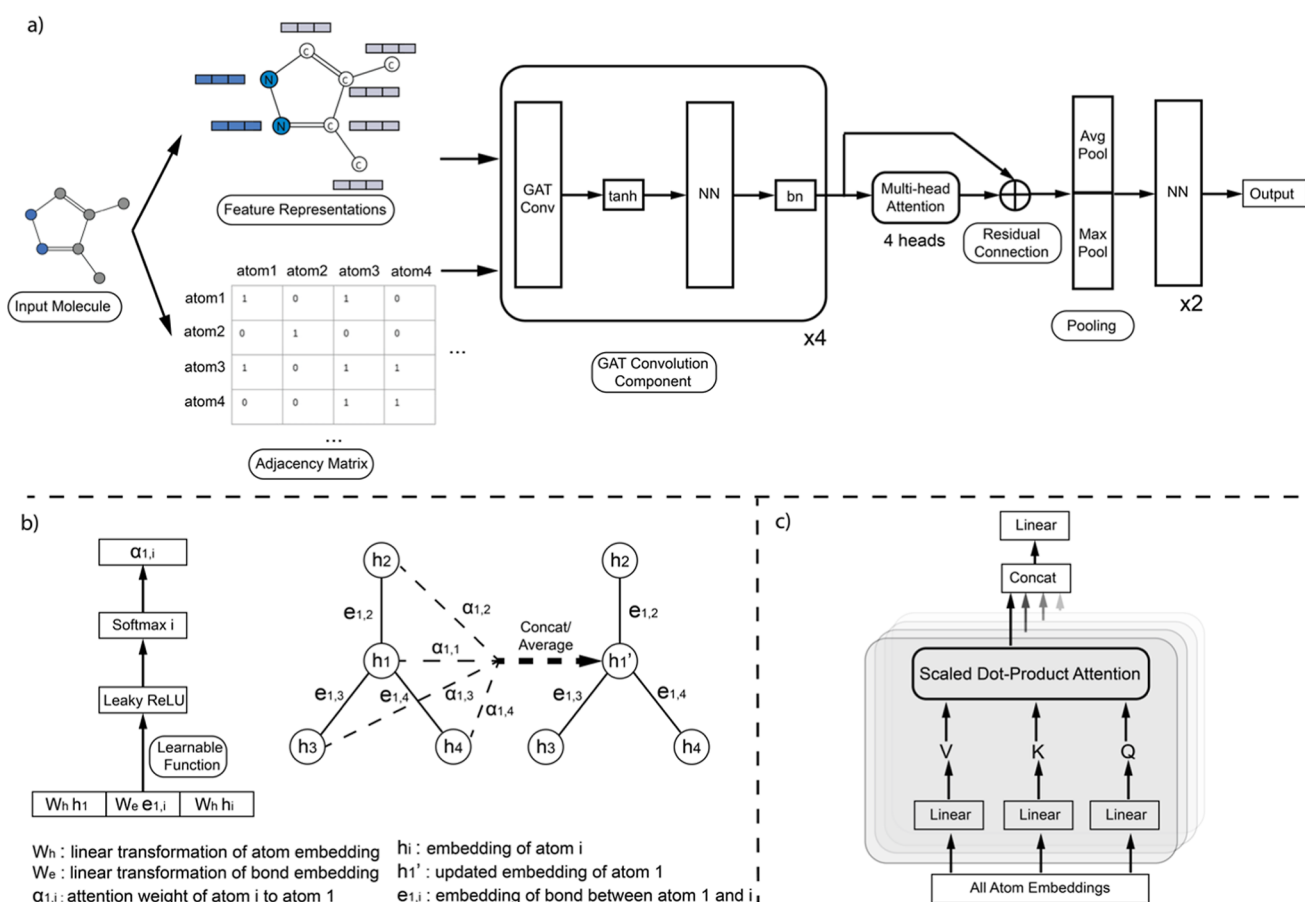 a)
N
N
C
C
C
C
C
Feature Representations
Input Molecule
atom1 atom2 atom3 atom4
atom1 1 0 1 0
atom2 0 1 0 0
atom3 1 0 1 1
atom4 0 0 1 1
...
...
Adjacency Matrix
GAT
Conv
tanh
NN
bn
x4
GAT Convolution
Component
Multi-head
Attention
4 heads
Residual
Connection
Avg
Pool
Max
Pool
Pooling
NN
x2
Output
b)
α1,i
Softmax i
Leaky ReLU
Learnable
Function
Wh h1 We e1,i Wh hi
h2
e1,2
α1,2
h1
α1,1
e1,3
e1,4
α1,3
α1,4
h3
h4
Concat/
Average
h2
e1,2
h1'
e1,3
e1,4
h3
h4
Wh : linear transformation of atom embedding
We : linear transformation of bond embedding
α1,i : attention weight of atom i to atom 1
hi : embedding of atom i
h1' : updated embedding of atom 1
e1,i : embedding of bond between atom 1 and i
c)
Linear
Concat
Scaled Dot-Product Attention
V K Q
Linear Linear Linear
All Atom Embeddings